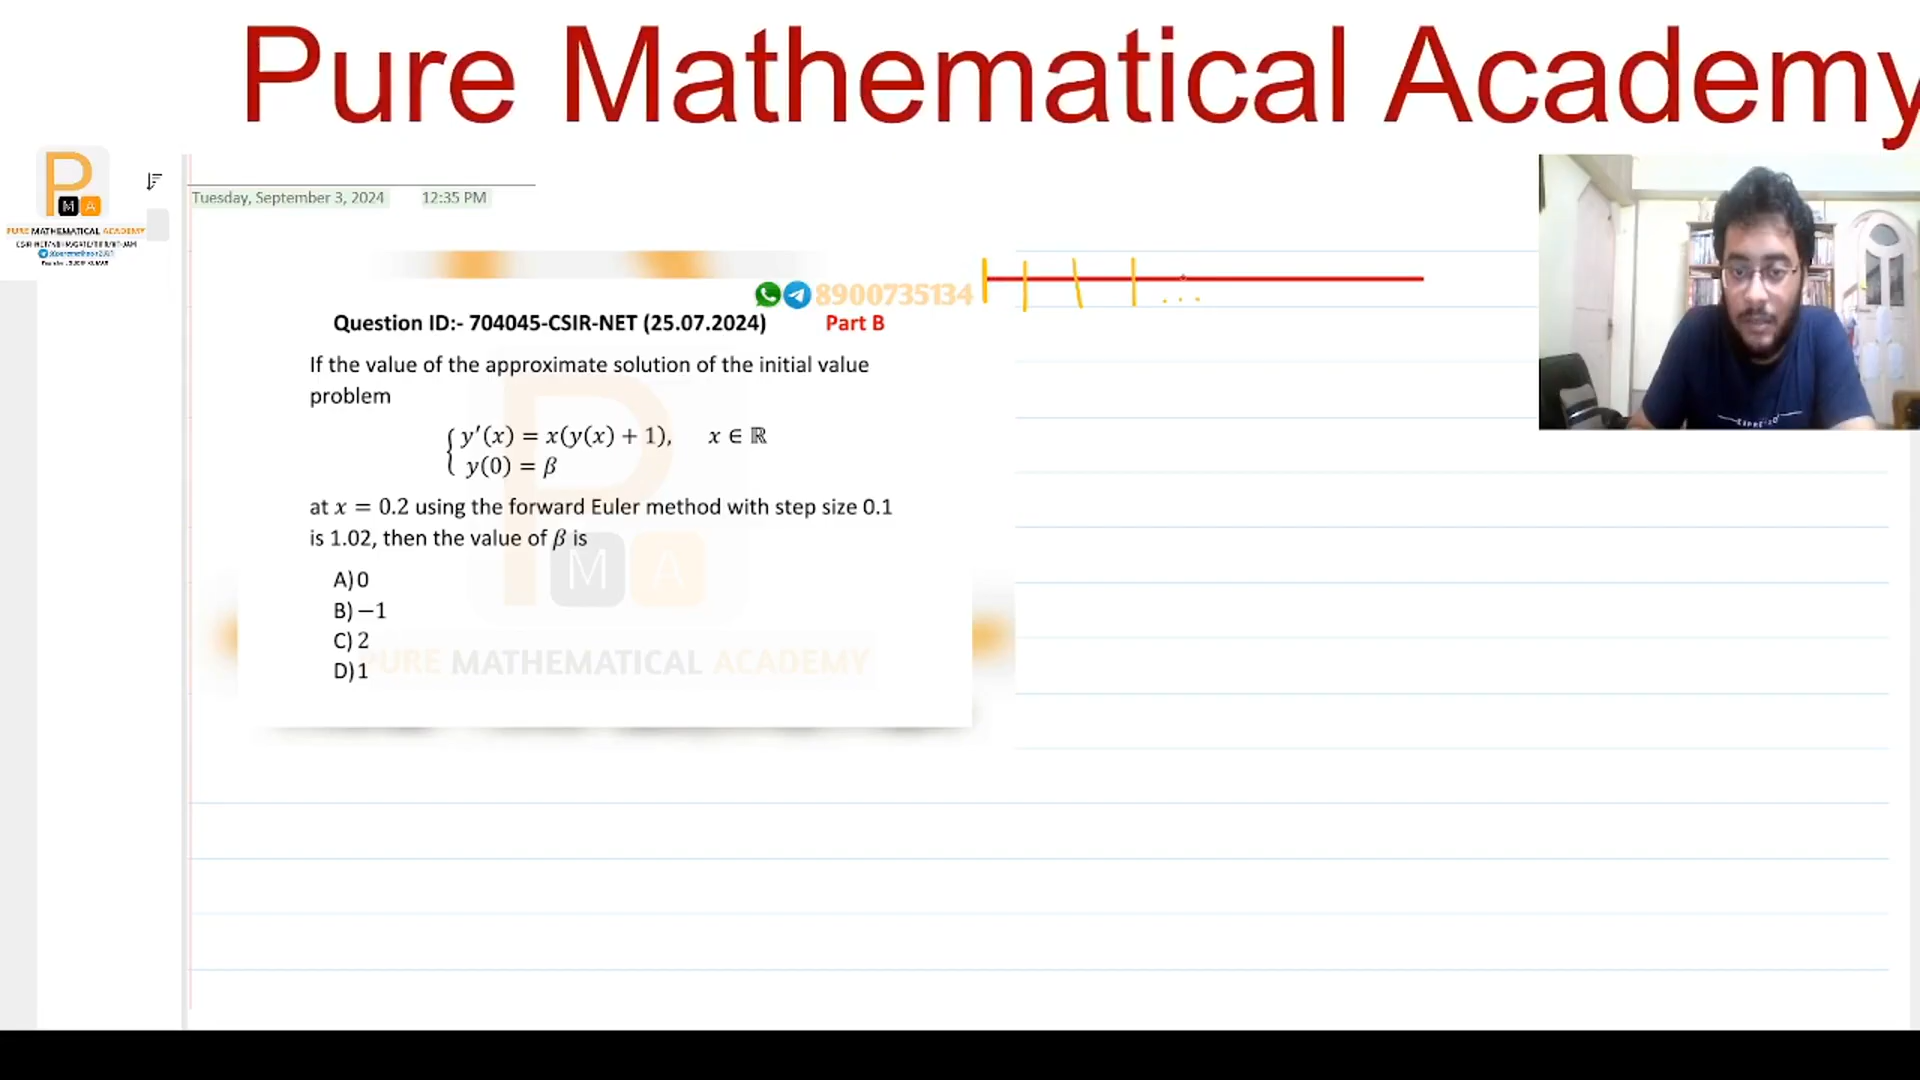 Pure Mathematical Academy
P
M A
PURE MATHEMATICAL ACADEMY
Tuesday, September 3, 2024 12:35 PM
8900735134
Question ID:- 704045-CSIR-NET (25.07.2024) Part B
If the value of the approximate solution of the initial value
problem
y′(x) = x(y(x) + 1), x ∈ ℝ
y(0) = β
at x = 0.2 using the forward Euler method with step size 0.1
is 1.02, then the value of β is
A) 0
B) −1
C) 2
D) 1
P
M A
PURE MATHEMATICAL ACADEMY
...